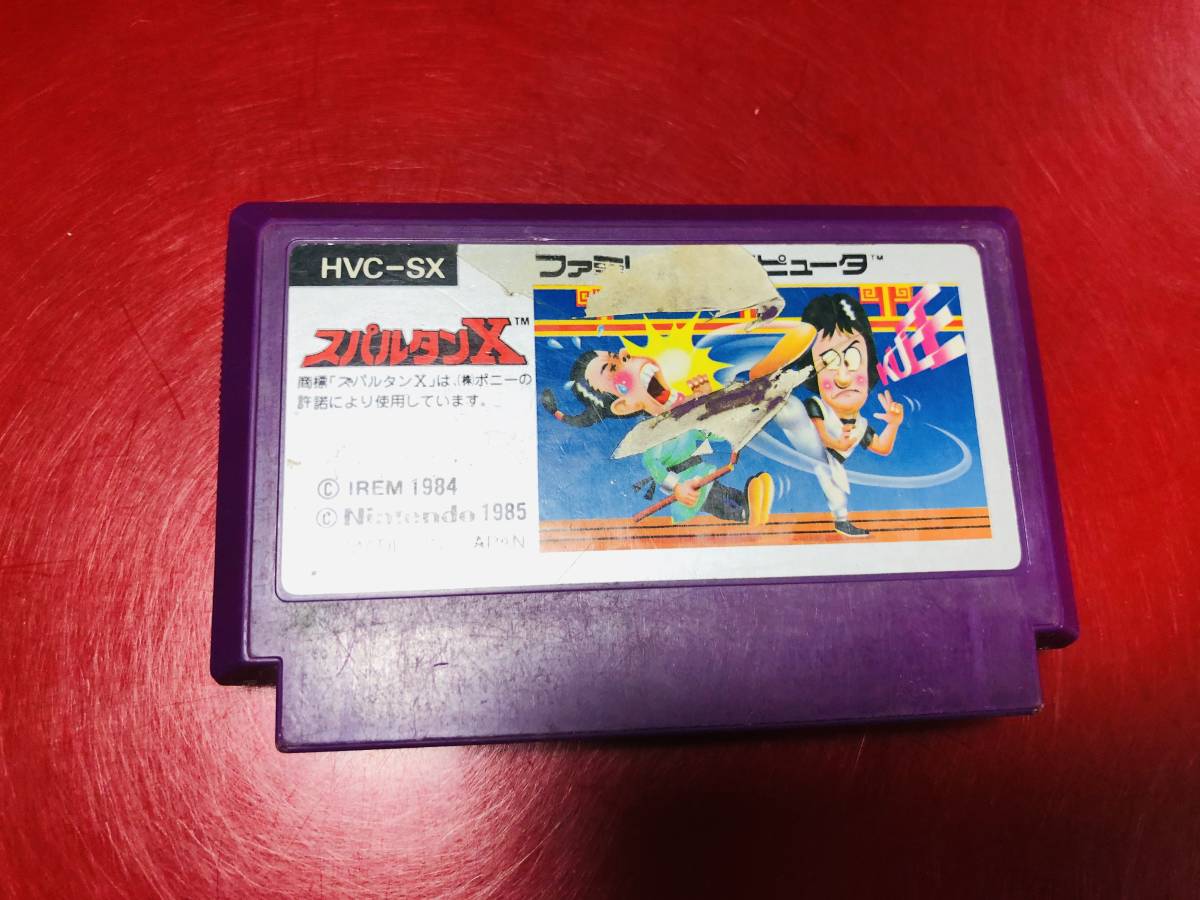 HVC-SX
ファミ ピュータ™
スパルタンX™
商標「スパルタンX」は、(株)ポニーの
許諾により使用しています。
© IREM 1984
© Nintendo 1985